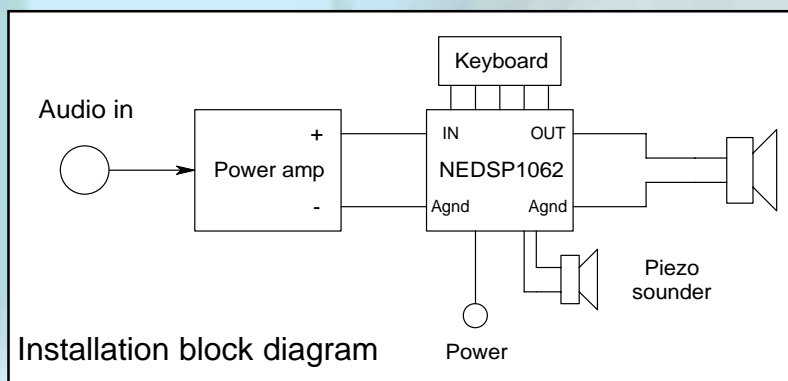 Keyboard
Audio in
+
IN
OUT
Power amp
NEDSP1062
-
Agnd
Agnd
Piezo
sounder
Installation block diagram
Power